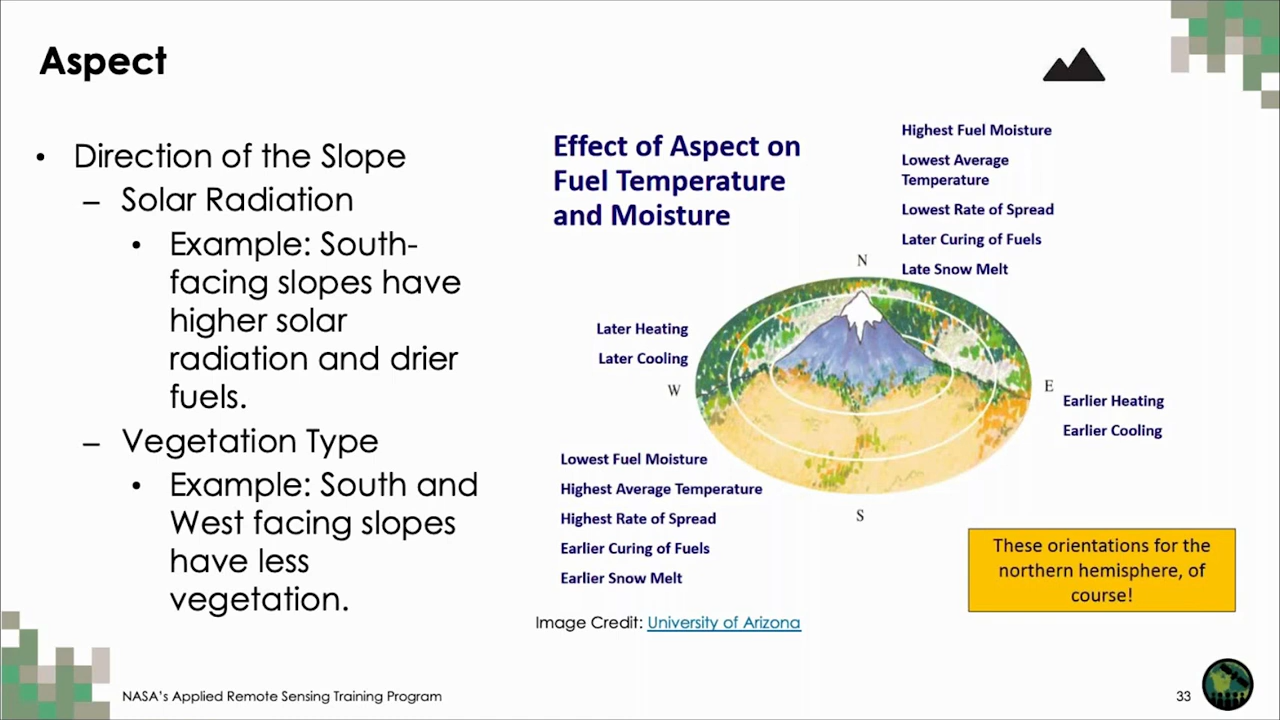 Aspect
• Direction of the Slope
– Solar Radiation
• Example: South-
facing slopes have
higher solar
radiation and drier
fuels.
– Vegetation Type
• Example: South and
West facing slopes
have less
vegetation.
Effect of Aspect on
Fuel Temperature
and Moisture
Highest Fuel Moisture
Lowest Average
Temperature
Lowest Rate of Spread
Later Curing of Fuels
Late Snow Melt
N
Later Heating
Later Cooling
W
E
Earlier Heating
Earlier Cooling
Lowest Fuel Moisture
Highest Average Temperature
Highest Rate of Spread
Earlier Curing of Fuels
Earlier Snow Melt
S
These orientations for the
northern hemisphere, of
course!
Image Credit: University of Arizona
NASA's Applied Remote Sensing Training Program
33